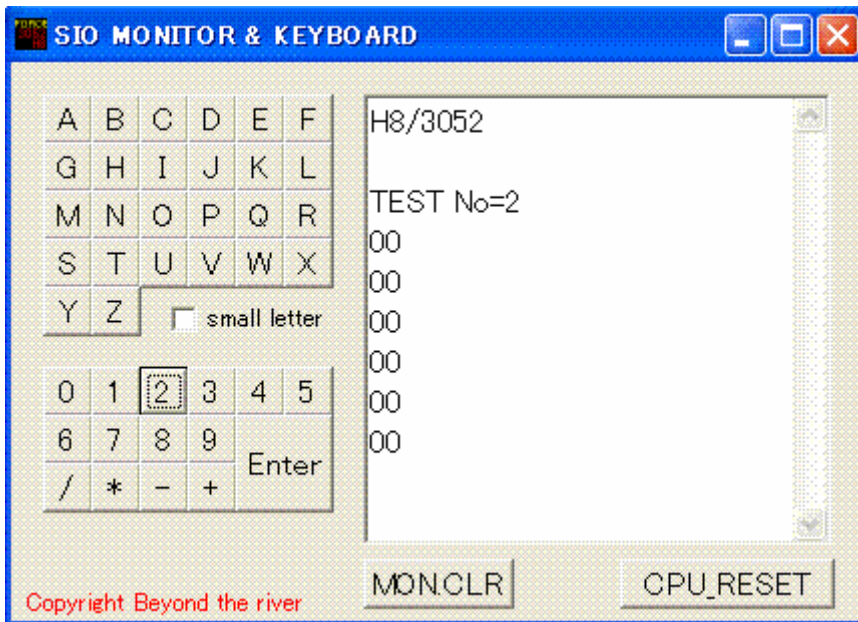 SIO MONITOR & KEYBOARD
A B C D E F
G H I J K L
M N O P Q R
S T U V W X
Y Z small letter
0 1 2 3 4 5
6 7 8 9 Enter
/ * - +
Copyright Beyond the river
H8/3052
TEST No=2
00
00
00
00
00
00
MON.CLR CPU_RESET